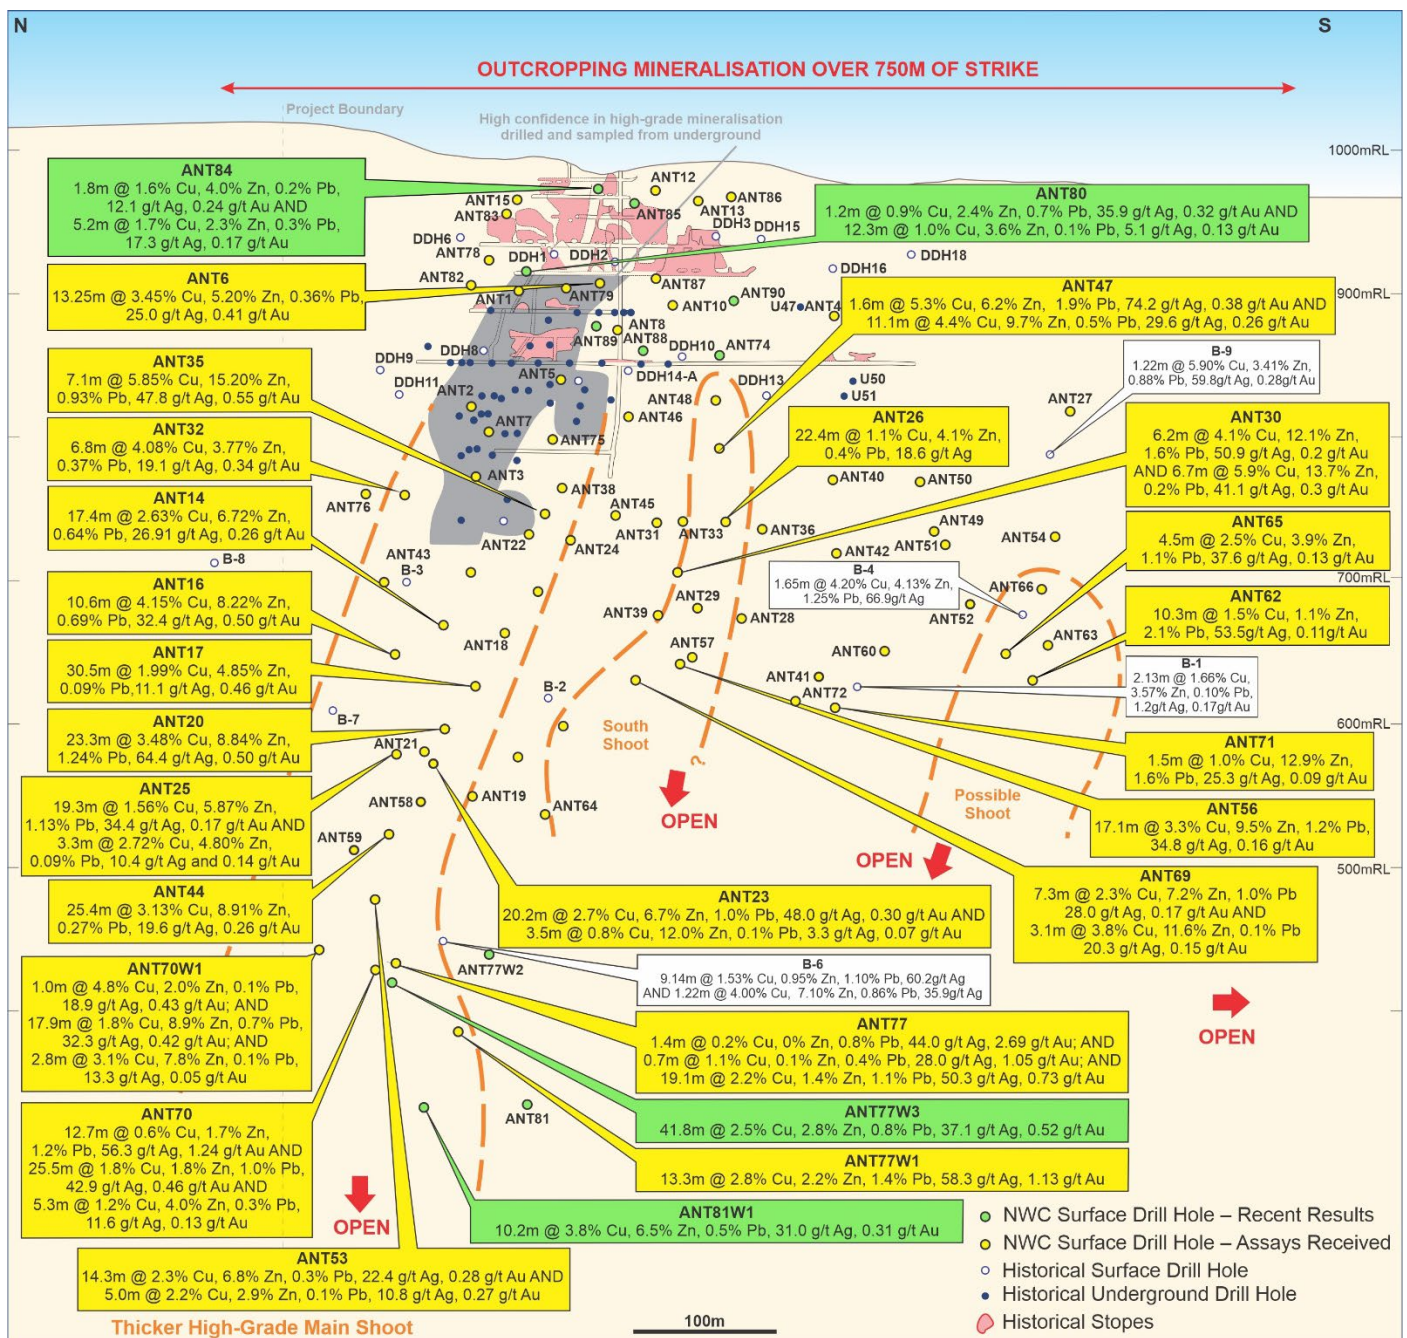 N
S
OUTCROPPING MINERALISATION OVER 750M OF STRIKE
Project Boundary
High confidence in high-grade mineralisation
drilled and sampled from underground
1000mRL
900mRL
700mRL
600mRL
500mRL
ANT84
1.8m @ 1.6% Cu, 4.0% Zn, 0.2% Pb,
12.1 g/t Ag, 0.24 g/t Au AND
5.2m @ 1.7% Cu, 2.3% Zn, 0.3% Pb,
17.3 g/t Ag, 0.17 g/t Au
ANT6
13.25m @ 3.45% Cu, 5.20% Zn, 0.36% Pb,
25.0 g/t Ag, 0.41 g/t Au
ANT35
7.1m @ 5.85% Cu, 15.20% Zn,
0.93% Pb, 47.8 g/t Ag, 0.55 g/t Au
ANT32
6.8m @ 4.08% Cu, 3.77% Zn,
0.37% Pb, 19.1 g/t Ag, 0.34 g/t Au
ANT14
17.4m @ 2.63% Cu, 6.72% Zn,
0.64% Pb, 26.91 g/t Ag, 0.26 g/t Au
ANT16
10.6m @ 4.15% Cu, 8.22% Zn,
0.69% Pb, 32.4 g/t Ag, 0.50 g/t Au
ANT17
30.5m @ 1.99% Cu, 4.85% Zn,
0.09% Pb,11.1 g/t Ag, 0.46 g/t Au
ANT20
23.3m @ 3.48% Cu, 8.84% Zn,
1.24% Pb, 64.4 g/t Ag, 0.50 g/t Au
ANT25
19.3m @ 1.56% Cu, 5.87% Zn,
1.13% Pb, 34.4 g/t Ag, 0.17 g/t Au AND
3.3m @ 2.72% Cu, 4.80% Zn,
0.09% Pb, 10.4 g/t Ag and 0.14 g/t Au
ANT44
25.4m @ 3.13% Cu, 8.91% Zn,
0.27% Pb, 19.6 g/t Ag, 0.26 g/t Au
ANT70W1
1.0m @ 4.8% Cu, 2.0% Zn, 0.1% Pb,
18.9 g/t Ag, 0.43 g/t Au; AND
17.9m @ 1.8% Cu, 8.9% Zn, 0.7% Pb,
32.3 g/t Ag, 0.42 g/t Au; AND
2.8m @ 3.1% Cu, 7.8% Zn, 0.1% Pb,
13.3 g/t Ag, 0.05 g/t Au
ANT70
12.7m @ 0.6% Cu, 1.7% Zn,
1.2% Pb, 56.3 g/t Ag, 1.24 g/t Au AND
25.5m @ 1.8% Cu, 1.8% Zn, 1.0% Pb,
42.9 g/t Ag, 0.46 g/t Au AND
5.3m @ 1.2% Cu, 4.0% Zn, 0.3% Pb,
11.6 g/t Ag, 0.13 g/t Au
ANT53
14.3m @ 2.3% Cu, 6.8% Zn, 0.3% Pb, 22.4 g/t Ag, 0.28 g/t Au AND
5.0m @ 2.2% Cu, 2.9% Zn, 0.1% Pb, 10.8 g/t Ag, 0.27 g/t Au
Thicker High-Grade Main Shoot
ANT80
1.2m @ 0.9% Cu, 2.4% Zn, 0.7% Pb, 35.9 g/t Ag, 0.32 g/t Au AND
12.3m @ 1.0% Cu, 3.6% Zn, 0.1% Pb, 5.1 g/t Ag, 0.13 g/t Au
ANT47
1.6m @ 5.3% Cu, 6.2% Zn, 1.9% Pb, 74.2 g/t Ag, 0.38 g/t Au AND
11.1m @ 4.4% Cu, 9.7% Zn, 0.5% Pb, 29.6 g/t Ag, 0.26 g/t Au
B-9
1.22m @ 5.90% Cu, 3.41% Zn,
0.88% Pb, 59.8g/t Ag, 0.28g/t Au
ANT26
22.4m @ 1.1% Cu, 4.1% Zn,
0.4% Pb, 18.6 g/t Ag
ANT30
6.2m @ 4.1% Cu, 12.1% Zn,
1.6% Pb, 50.9 g/t Ag, 0.2 g/t Au
AND 6.7m @ 5.9% Cu, 13.7% Zn,
0.2% Pb, 41.1 g/t Ag, 0.3 g/t Au
ANT65
4.5m @ 2.5% Cu, 3.9% Zn,
1.1% Pb, 37.6 g/t Ag, 0.13 g/t Au
B-4
1.65m @ 4.20% Cu, 4.13% Zn,
1.25% Pb, 66.9g/t Ag
ANT62
10.3m @ 1.5% Cu, 1.1% Zn,
2.1% Pb, 53.5g/t Ag, 0.11g/t Au
B-1
2.13m @ 1.66% Cu,
3.57% Zn, 0.10% Pb,
1.2g/t Ag, 0.17g/t Au
ANT71
1.5m @ 1.0% Cu, 12.9% Zn,
1.6% Pb, 25.3 g/t Ag, 0.09 g/t Au
ANT56
17.1m @ 3.3% Cu, 9.5% Zn, 1.2% Pb,
34.8 g/t Ag, 0.16 g/t Au
ANT69
7.3m @ 2.3% Cu, 7.2% Zn, 1.0% Pb
28.0 g/t Ag, 0.17 g/t Au AND
3.1m @ 3.8% Cu, 11.6% Zn, 0.1% Pb
20.3 g/t Ag, 0.15 g/t Au
ANT23
20.2m @ 2.7% Cu, 6.7% Zn, 1.0% Pb, 48.0 g/t Ag, 0.30 g/t Au AND
3.5m @ 0.8% Cu, 12.0% Zn, 0.1% Pb, 3.3 g/t Ag, 0.07 g/t Au
B-6
9.14m @ 1.53% Cu, 0.95% Zn, 1.10% Pb, 60.2g/t Ag
AND 1.22m @ 4.00% Cu, 7.10% Zn, 0.86% Pb, 35.9g/t Ag
ANT77
1.4m @ 0.2% Cu, 0% Zn, 0.8% Pb, 44.0 g/t Ag, 2.69 g/t Au; AND
0.7m @ 1.1% Cu, 0.1% Zn, 0.4% Pb, 28.0 g/t Ag, 1.05 g/t Au; AND
19.1m @ 2.2% Cu, 1.4% Zn, 1.1% Pb, 50.3 g/t Ag, 0.73 g/t Au
ANT77W3
41.8m @ 2.5% Cu, 2.8% Zn, 0.8% Pb, 37.1 g/t Ag, 0.52 g/t Au
ANT77W1
13.3m @ 2.8% Cu, 2.2% Zn, 1.4% Pb, 58.3 g/t Ag, 1.13 g/t Au
ANT81W1
10.2m @ 3.8% Cu, 6.5% Zn, 0.5% Pb, 31.0 g/t Ag, 0.31 g/t Au
ANT15
ANT83
ANT12
ANT85
ANT13
ANT86
DDH3
DDH15
DDH6
ANT78
DDH1
DDH2
DDH18
DDH16
ANT82
ANT1
ANT79
ANT87
ANT10
ANT90
U47
ANT4
ANT8
ANT89
ANT88
DDH8
DDH10
ANT74
DDH9
DDH11
ANT2
ANT5
DDH14-A
DDH13
U50
U51
ANT27
ANT48
ANT46
ANT7
ANT75
ANT3
ANT38
ANT76
ANT40
ANT50
ANT45
ANT31
ANT33
ANT36
ANT49
ANT51
ANT54
ANT22
ANT24
ANT42
ANT43
B-3
B-8
ANT66
ANT52
ANT29
ANT39
ANT28
ANT18
ANT57
ANT60
ANT63
ANT41
ANT72
B-2
B-7
South
Shoot
?
OPEN
ANT21
ANT58
ANT19
ANT64
ANT59
Possible
Shoot
OPEN
ANT77W2
OPEN
ANT81
OPEN
NWC Surface Drill Hole – Recent Results
NWC Surface Drill Hole – Assays Received
Historical Surface Drill Hole
Historical Underground Drill Hole
Historical Stopes
100m